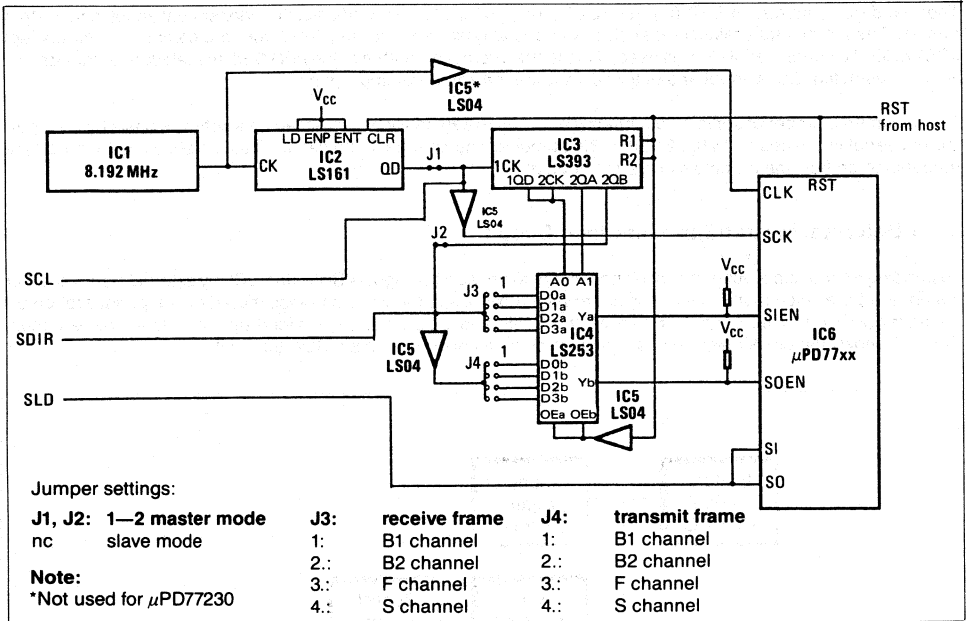 IC5*
LS04
VCC
RST
from host
IC1
8.192 MHz
LD ENP ENT CLR
CK
IC2
LS161
QD
J1
IC3
LS393
1CK
R1
R2
1QD 2CK 2QA 2QB
CLK
RST
IC5
LS04
SCK
J2
SCL
VCC
A0 A1
J3
1
D0a
D1a
D2a
D3a
Ya
IC4
LS253
SIEN
VCC
IC6
μPD77xx
SDIR
IC5
LS04
J4
1
D0b
D1b
D2b
D3b
Yb
SOEN
IC5
LS04
SLD
OEa OEb
SI
SO
Jumper settings:
J1, J2: 1—2 master mode
nc slave mode
Note:
*Not used for μPD77230
J3: receive frame
1: B1 channel
2.: B2 channel
3.: F channel
4.: S channel
J4: transmit frame
1: B1 channel
2.: B2 channel
3.: F channel
4.: S channel